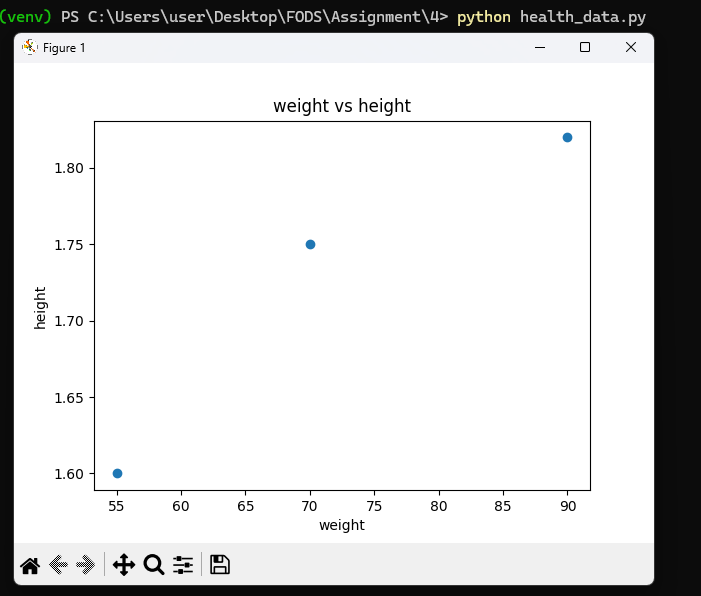 (venv) PS C:\Users\user\Desktop\FODS\Assignment\4> python health_data.py
Figure 1
weight vs height
1.80
1.75
1.70
1.65
1.60
height
55 60 65 70 75 80 85 90
weight